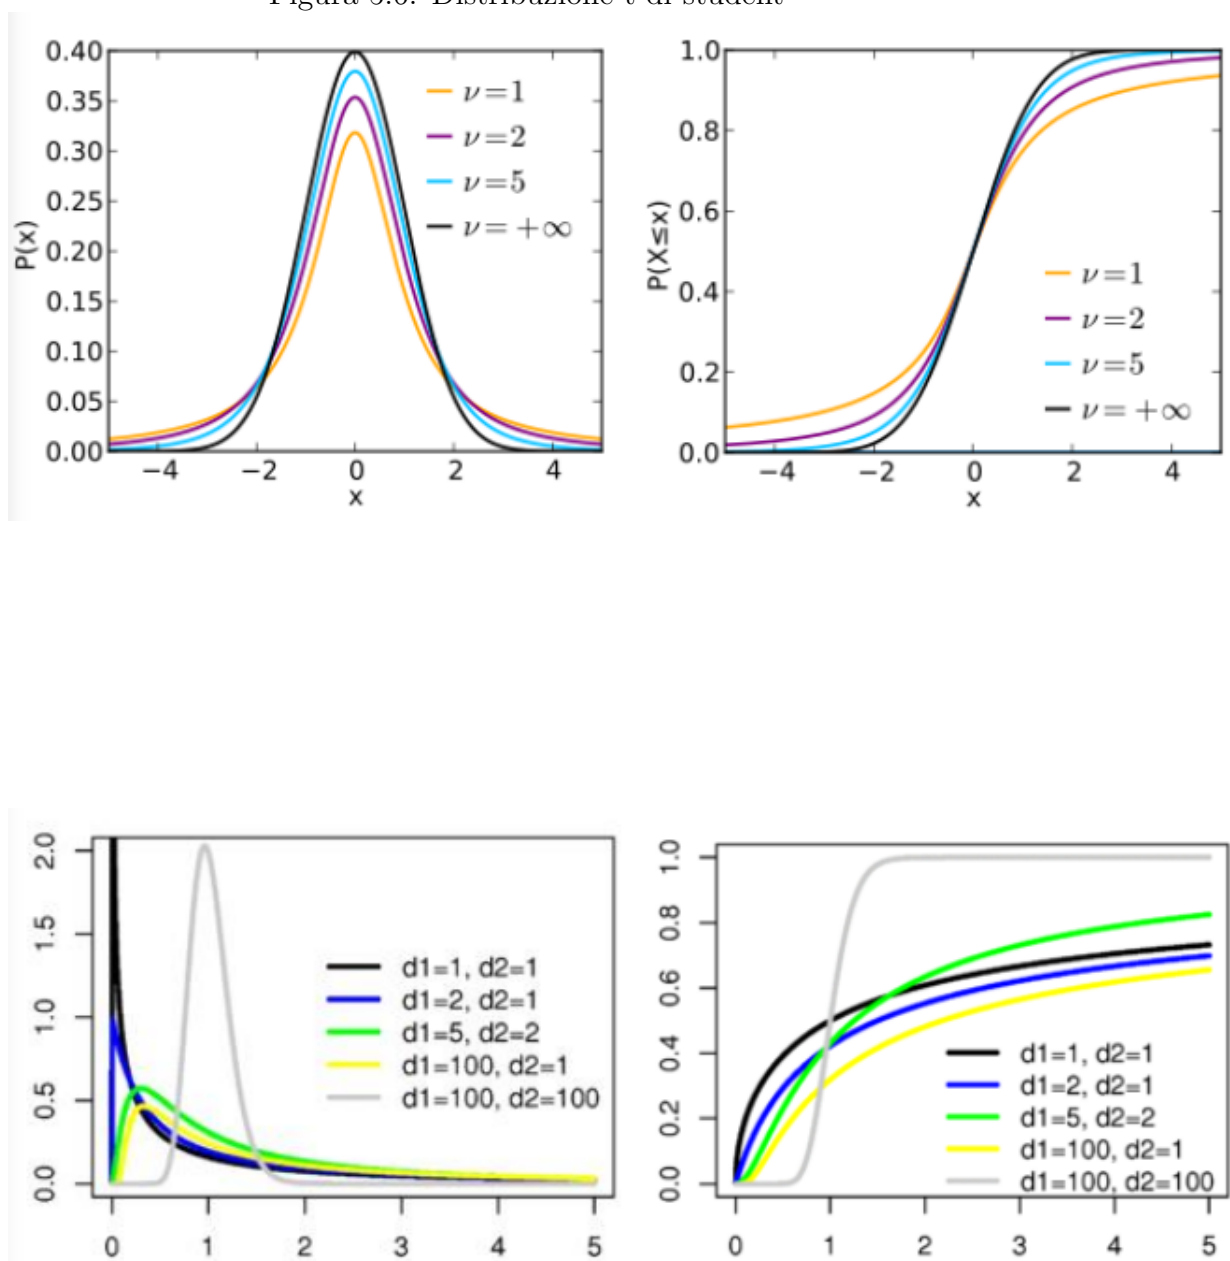 Figura 5.6: Distribuzione t di student
0.40
0.35
0.30
0.25
0.20
0.15
0.10
0.05
0.00
P(x)
−4 −2 0 2 4
x
ν=1
ν=2
ν=5
ν=+∞
1.0
0.8
0.6
0.4
0.2
0.0
P(X≤x)
−4 −2 0 2 4
x
ν=1
ν=2
ν=5
ν=+∞
2.0
1.5
1.0
0.5
0.0
0 1 2 3 4 5
d1=1, d2=1
d1=2, d2=1
d1=5, d2=2
d1=100, d2=1
d1=100, d2=100
1.0
0.8
0.6
0.4
0.2
0.0
0 1 2 3 4 5
d1=1, d2=1
d1=2, d2=1
d1=5, d2=2
d1=100, d2=1
d1=100, d2=100